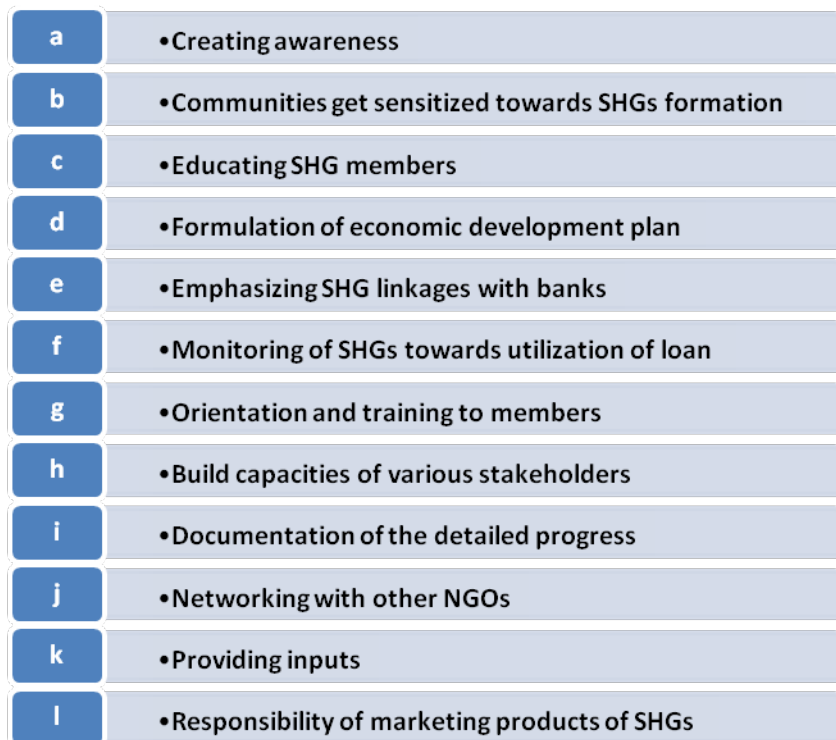 a •Creating awareness
b •Communities get sensitized towards SHGs formation
c •Educating SHG members
d •Formulation of economic development plan
e •Emphasizing SHG linkages with banks
f •Monitoring of SHGs towards utilization of loan
g •Orientation and training to members
h •Build capacities of various stakeholders
i •Documentation of the detailed progress
j •Networking with other NGOs
k •Providing inputs
l •Responsibility of marketing products of SHGs